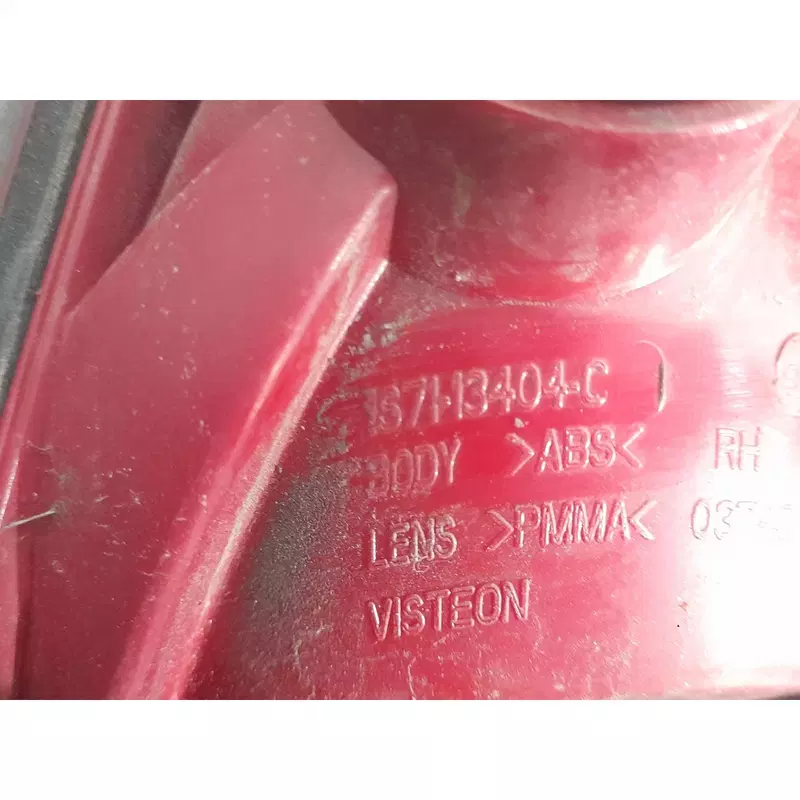 1S71-13404-C
BODY >ABS< RH
LENS >PMMA<
VISTEON